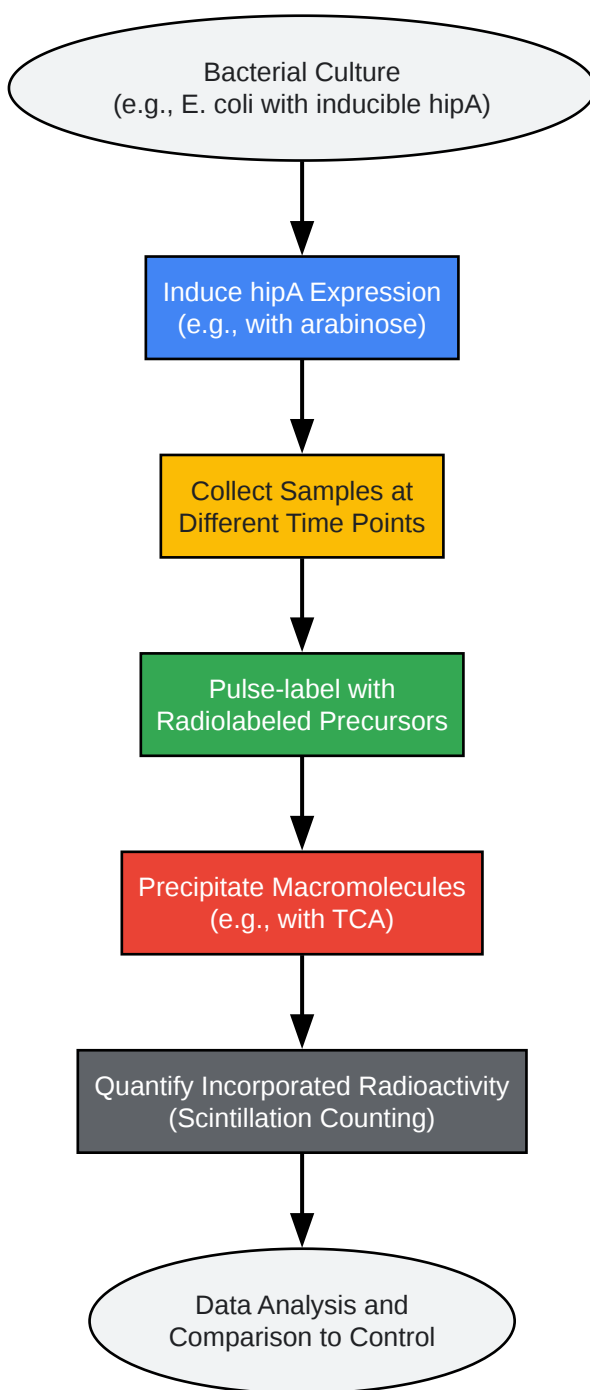 Bacterial Culture
(e.g., E. coli with inducible hipA)
Induce hipA Expression
(e.g., with arabinose)
Collect Samples at
Different Time Points
Pulse-label with
Radiolabeled Precursors
Precipitate Macromolecules
(e.g., with TCA)
Quantify Incorporated Radioactivity
(Scintillation Counting)
Data Analysis and
Comparison to Control